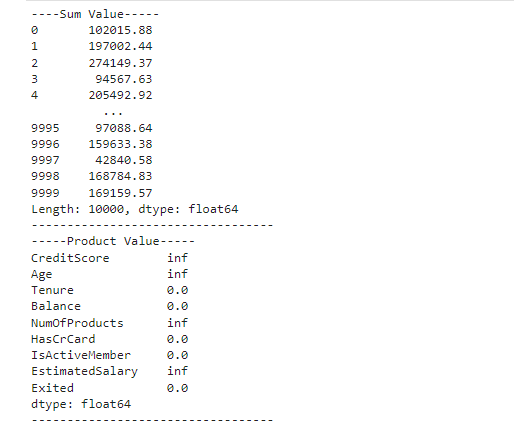 ----Sum Value-----
0       102015.88
1       197002.44
2       274149.37
3        94567.63
4       205492.92
          ...
9995     97088.64
9996    159633.38
9997     42840.58
9998    168784.83
9999    169159.57
Length: 10000, dtype: float64
---------------------------------
-----Product Value-----
CreditScore        inf
Age                inf
Tenure             0.0
Balance            0.0
NumOfProducts      inf
HasCrCard          0.0
IsActiveMember     0.0
EstimatedSalary    inf
Exited             0.0
dtype: float64
---------------------------------